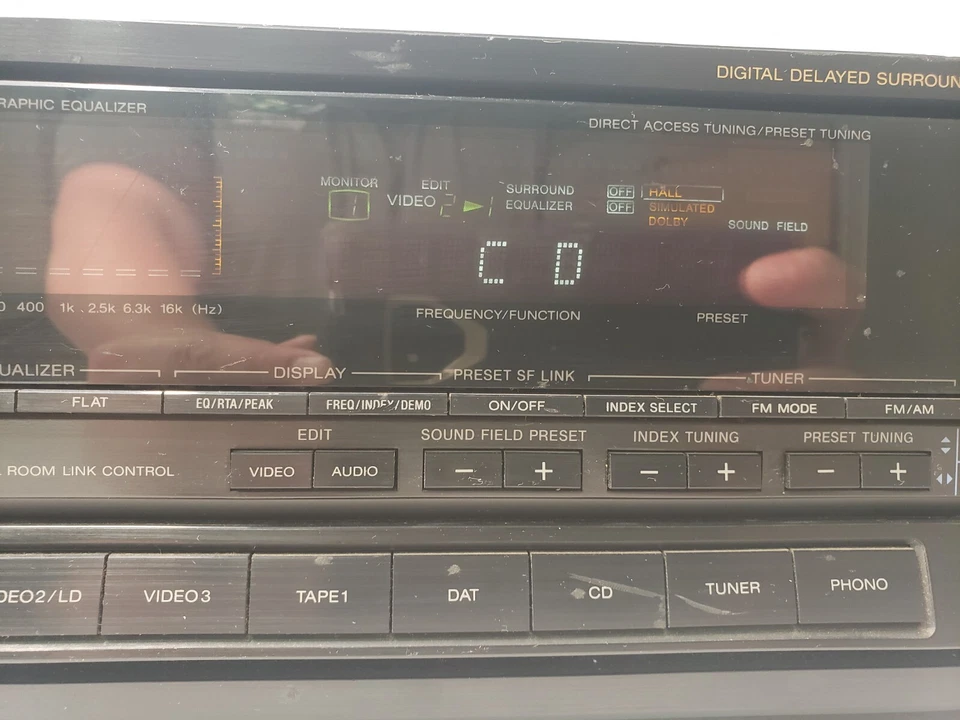 DIGITAL DELAYED SURROUN
RAPHIC EQUALIZER
DIRECT ACCESS TUNING/PRESET TUNING
MONITOR
1
EDIT
VIDEO 2 ▶ 1
SURROUND OFF HALL
EQUALIZER OFF SIMULATED
DOLBY
SOUND FIELD
CD
0 400 1k 2.5k 6.3k 16k (Hz)
FREQUENCY/FUNCTION
PRESET
UALIZER
DISPLAY
PRESET SF LINK
TUNER
FLAT
EQ/RTA/PEAK
FREQ/INDEX/DEMO
ON/OFF
INDEX SELECT
FM MODE
FM/AM
EDIT
SOUND FIELD PRESET
INDEX TUNING
PRESET TUNING
ROOM LINK CONTROL
VIDEO
AUDIO
− +
− +
− +
DEO2/LD
VIDEO3
TAPE1
DAT
CD
TUNER
PHONO